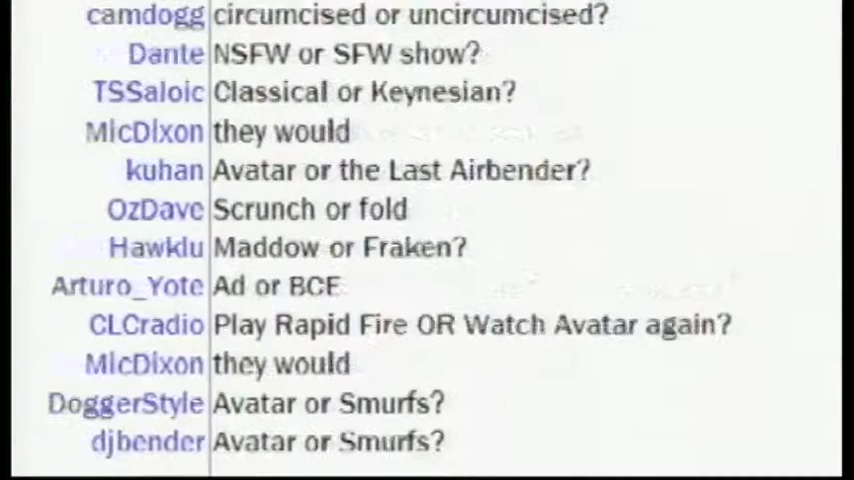 camdogg circumcised or uncircumcised?
Dante NSFW or SFW show?
TSSaloic Classical or Keynesian?
MicDixon they would
kuhan Avatar or the Last Airbender?
OzDave Scrunch or fold
Hawklu Maddow or Fraken?
Arturo_Yote Ad or BCE
CLCradio Play Rapid Fire OR Watch Avatar again?
MicDixon they would
DoggerStyle Avatar or Smurfs?
djbender Avatar or Smurfs?